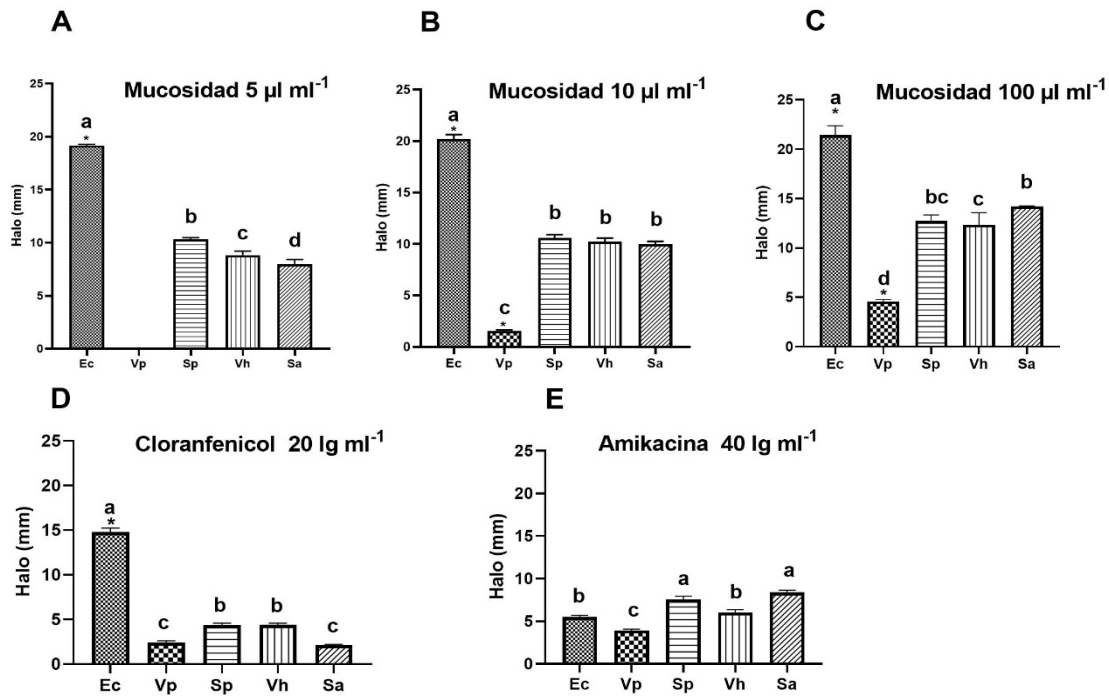 A
Mucosidad 5 µl ml-1
Halo (mm)
25
20
15
10
5
0
a
*
b
c
d
Ec Vp Sp Vh Sa
B
Mucosidad 10 µl ml-1
Halo (mm)
25
20
15
10
5
0
a
*
c
*
b
b
b
Ec Vp Sp Vh Sa
C
Mucosidad 100 µl ml-1
Halo (mm)
25
20
15
10
5
0
a
*
d
*
bc
c
b
Ec Vp Sp Vh Sa
D
Cloranfenicol 20 lg ml-1
Halo (mm)
25
20
15
10
5
0
a
*
c
b
b
c
Ec Vp Sp Vh Sa
E
Amikacina 40 lg ml-1
Halo (mm)
25
20
15
10
5
0
b
c
a
b
a
Ec Vp Sp Vh Sa